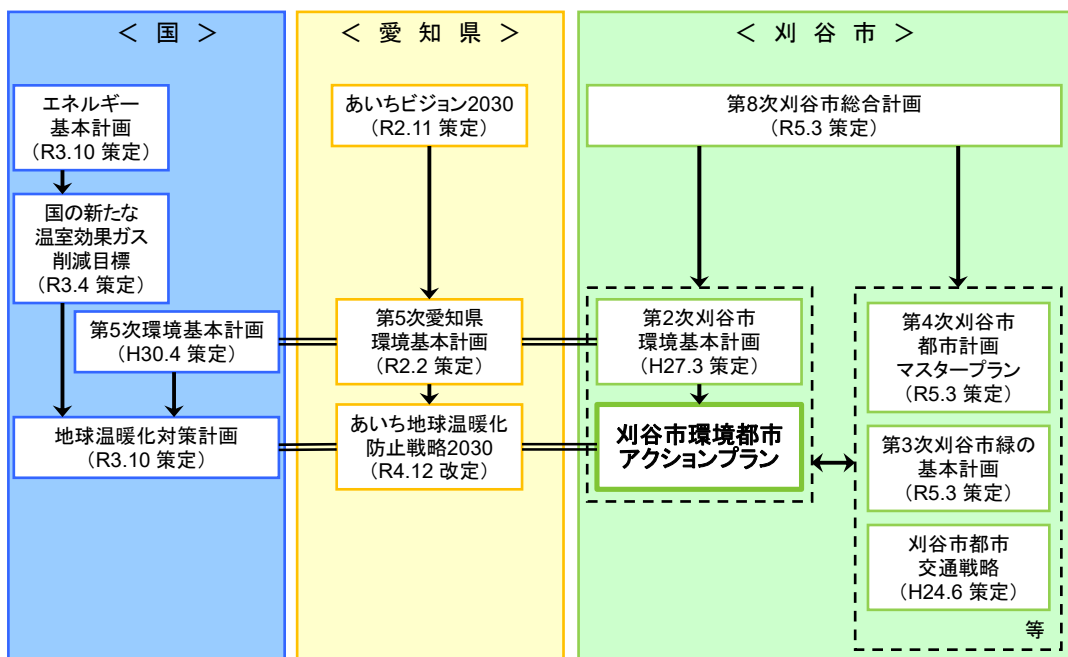 ＜ 国 ＞
エネルギー
基本計画
（R3.10 策定）
国の新たな
温室効果ガス
削減目標
（R3.4 策定）
第5次環境基本計画
（H30.4 策定）
地球温暖化対策計画
（R3.10 策定）
＜ 愛 知 県 ＞
あいちビジョン2030
（R2.11 策定）
第5次愛知県
環境基本計画
（R2.2 策定）
あいち地球温暖化
防止戦略2030
（R4.12 改定）
＜ 刈 谷 市 ＞
第8次刈谷市総合計画
（R5.3 策定）
第2次刈谷市
環境基本計画
（H27.3 策定）
刈谷市環境都市
アクションプラン
第4次刈谷市
都市計画
マスタープラン
（R5.3 策定）
第3次刈谷市緑の
基本計画
（R5.3 策定）
刈谷市都市
交通戦略
（H24.6 策定）
等